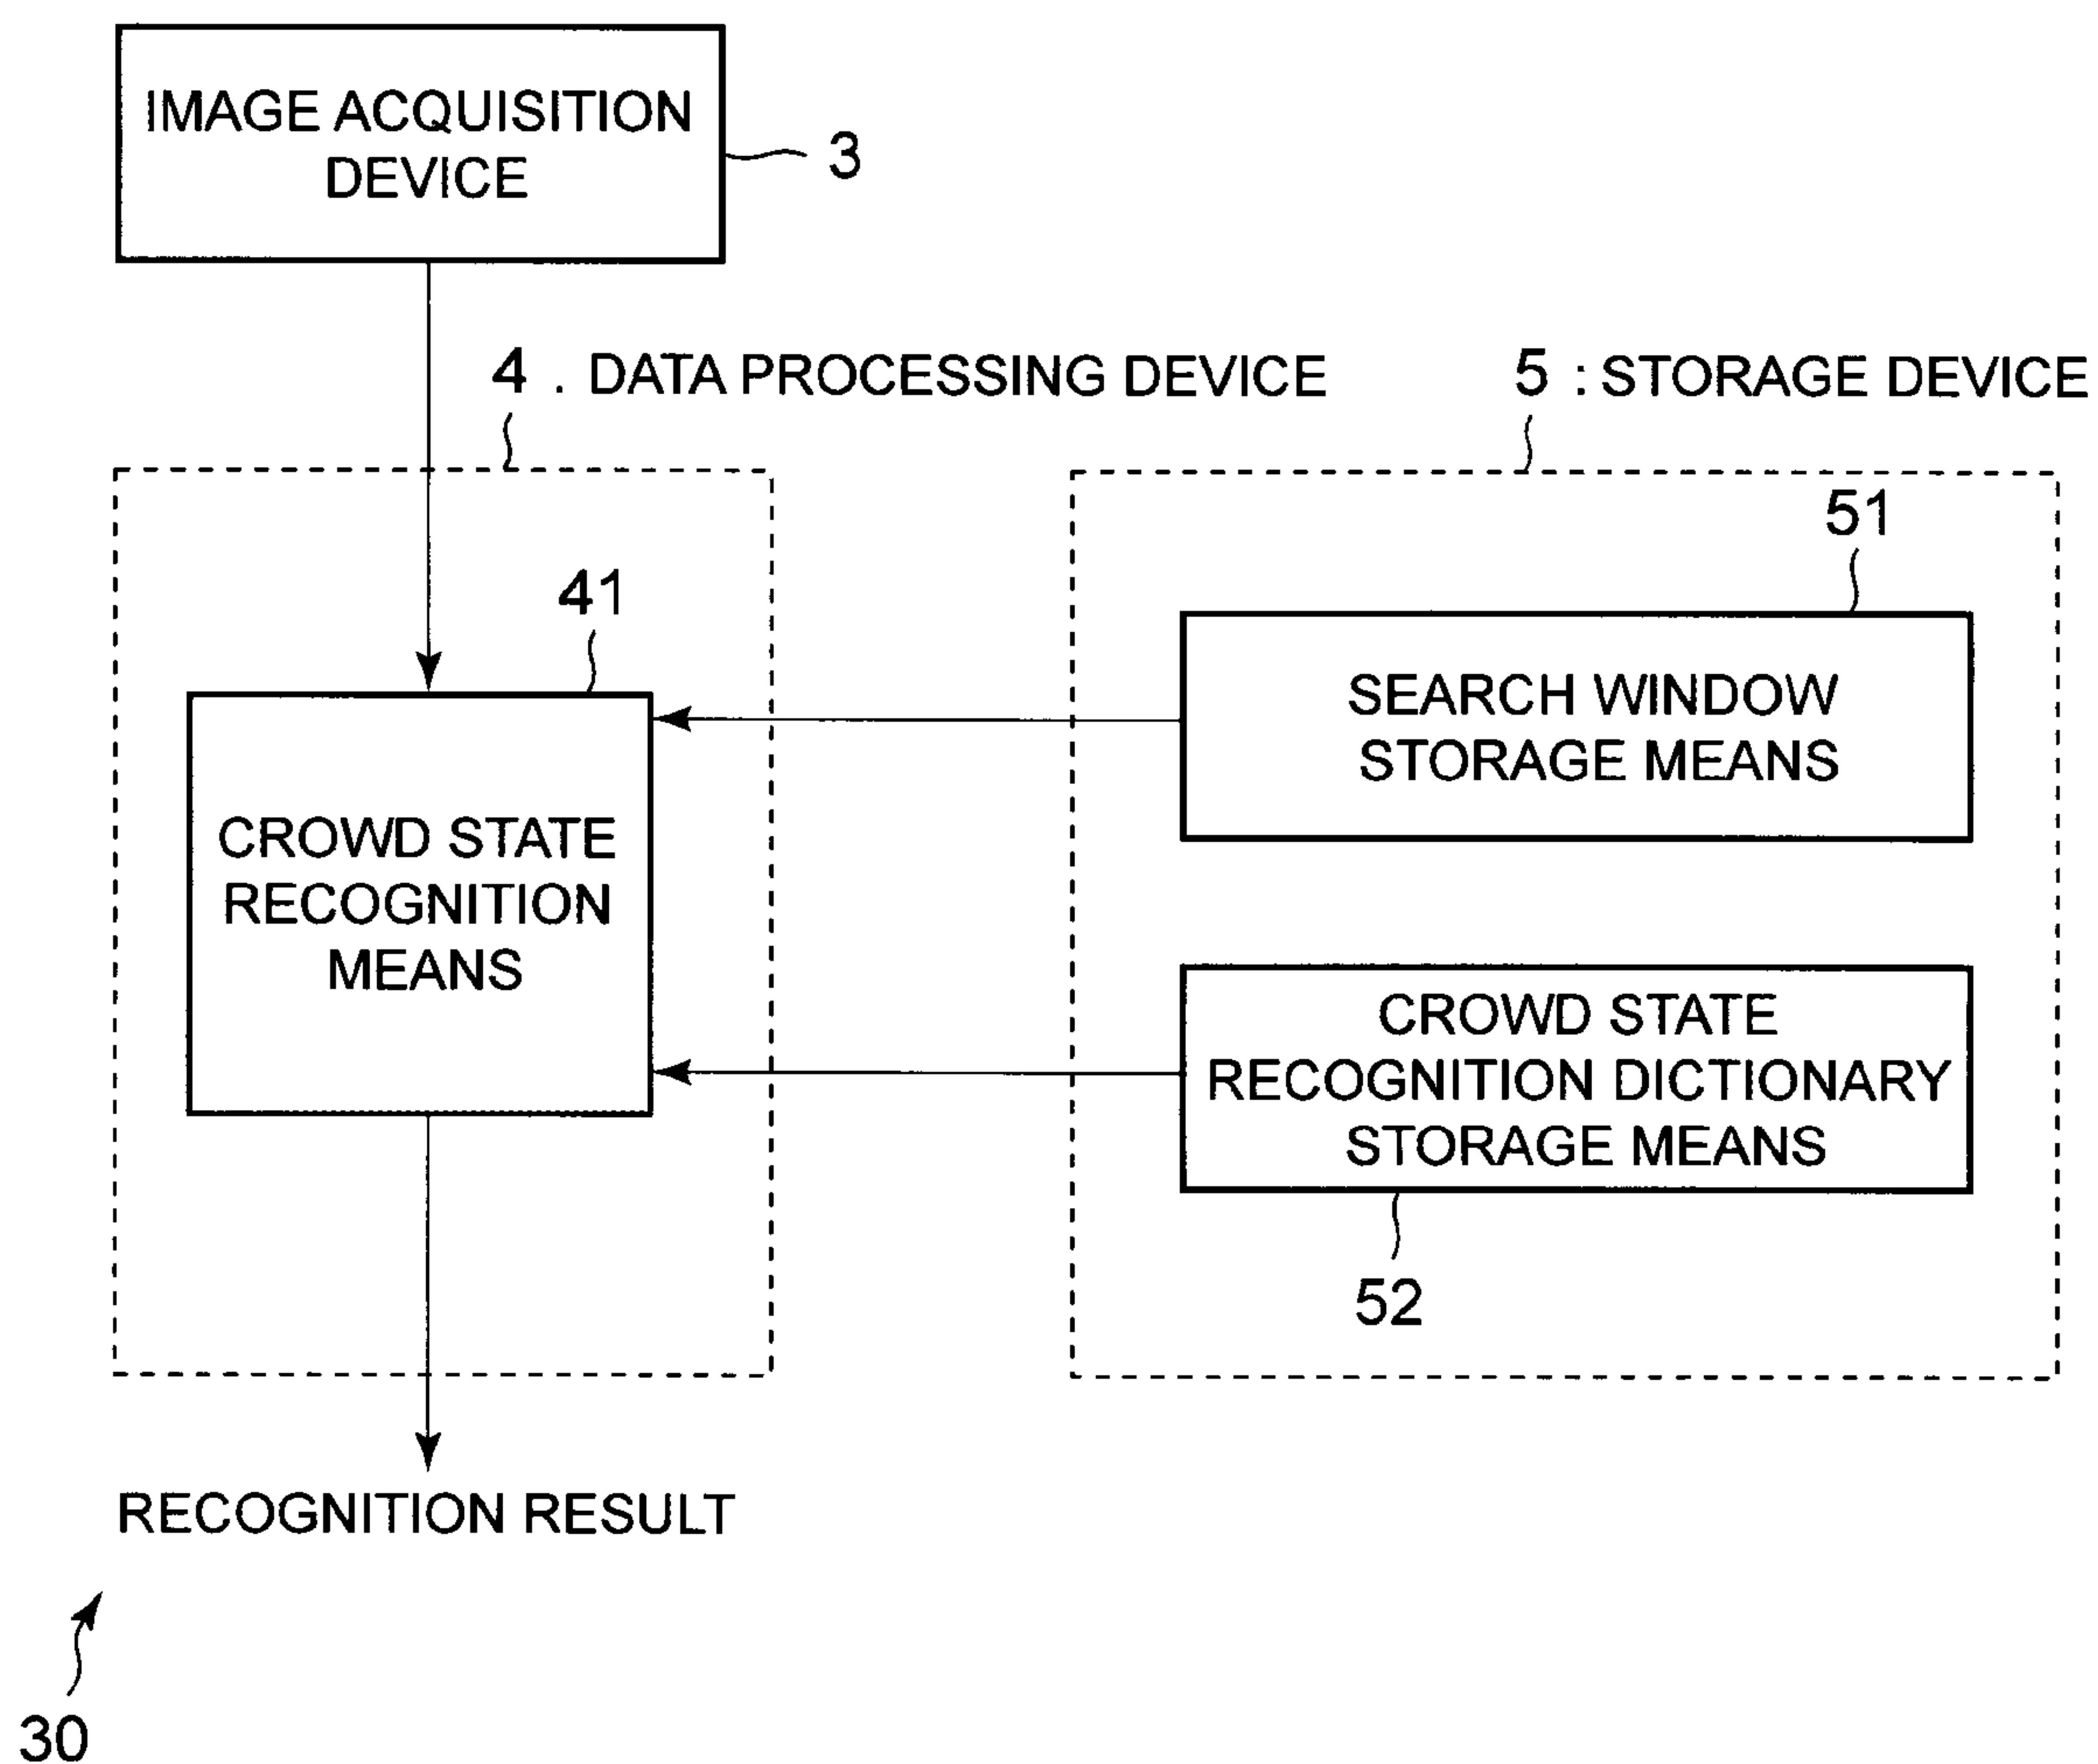 IMAGE ACQUISITION
DEVICE
3
4 . DATA PROCESSING DEVICE
5 : STORAGE DEVICE
41
CROWD STATE
RECOGNITION
MEANS
51
SEARCH WINDOW
STORAGE MEANS
CROWD STATE
RECOGNITION DICTIONARY
STORAGE MEANS
52
RECOGNITION RESULT
30